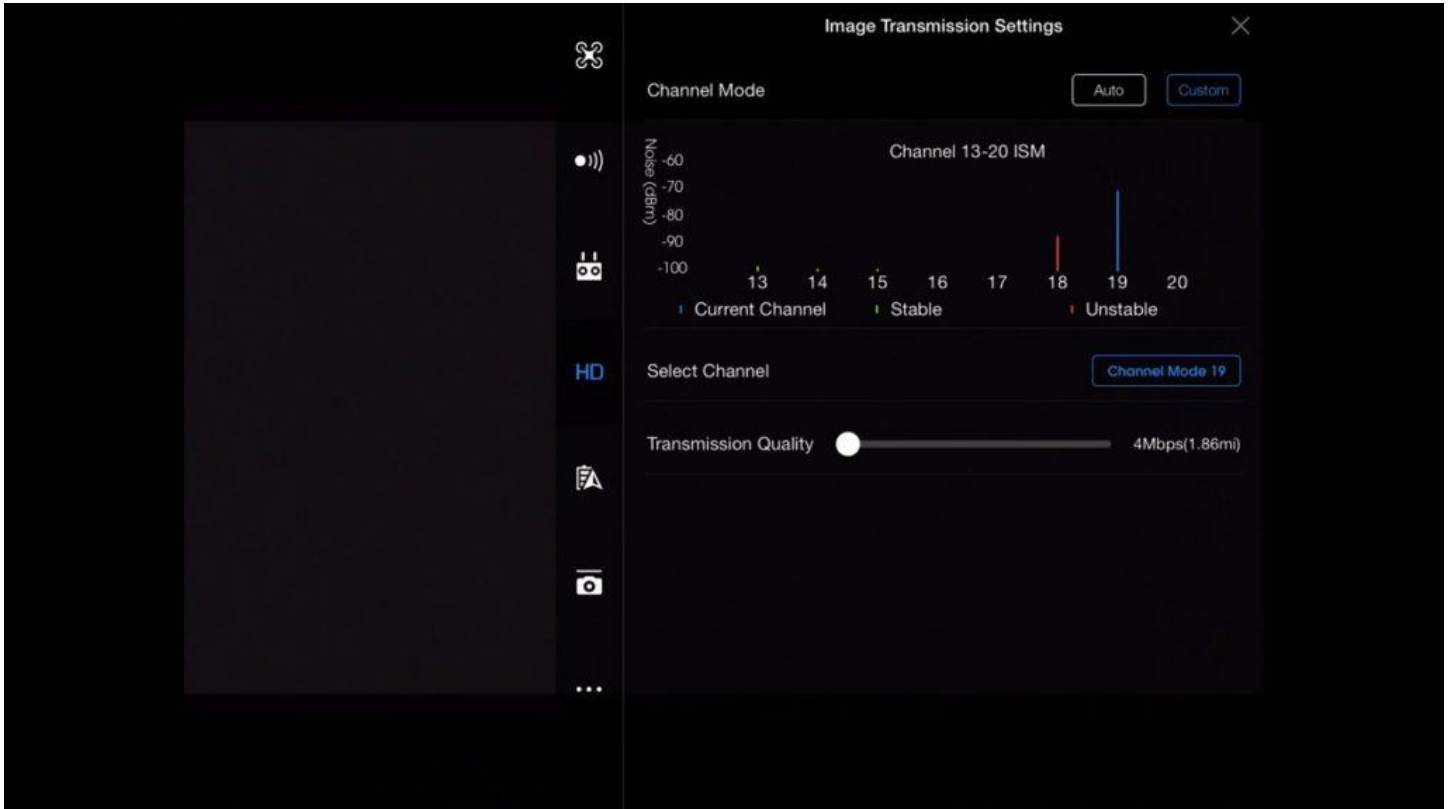 Image Transmission Settings
Channel Mode
Auto
Custom
Channel 13-20 ISM
Noise (dBm)
-60
-70
-80
-90
-100
13 14 15 16 17 18 19 20
Current Channel Stable Unstable
HD
Select Channel
Channel Mode 19
Transmission Quality
4Mbps(1.86mi)